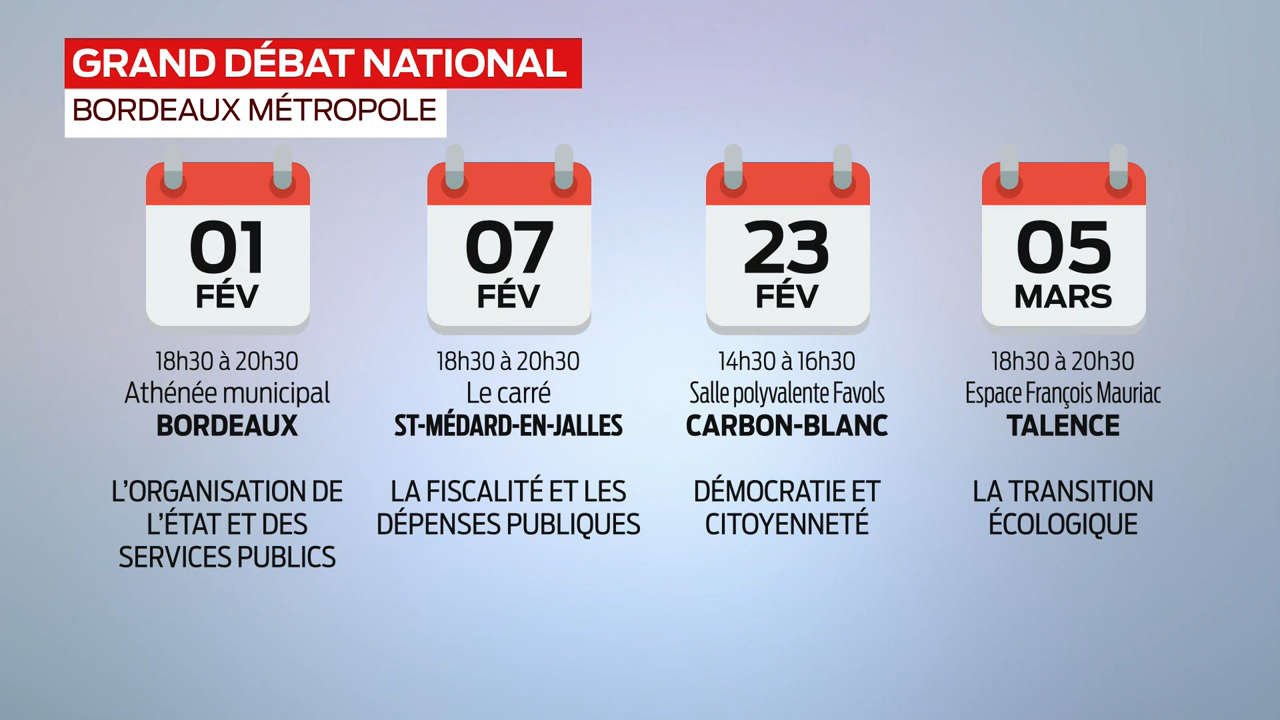 GRAND DÉBAT NATIONAL
BORDEAUX MÉTROPOLE
01
FÉV
18h30 à 20h30
Athénée municipal
BORDEAUX
L'ORGANISATION DE
L'ÉTAT ET DES
SERVICES PUBLICS
07
FÉV
18h30 à 20h30
Le carré
ST-MÉDARD-EN-JALLES
LA FISCALITÉ ET LES
DÉPENSES PUBLIQUES
23
FÉV
14h30 à 16h30
Salle polyvalente Favols
CARBON-BLANC
DÉMOCRATIE ET
CITOYENNETÉ
05
MARS
18h30 à 20h30
Espace François Mauriac
TALENCE
LA TRANSITION
ÉCOLOGIQUE